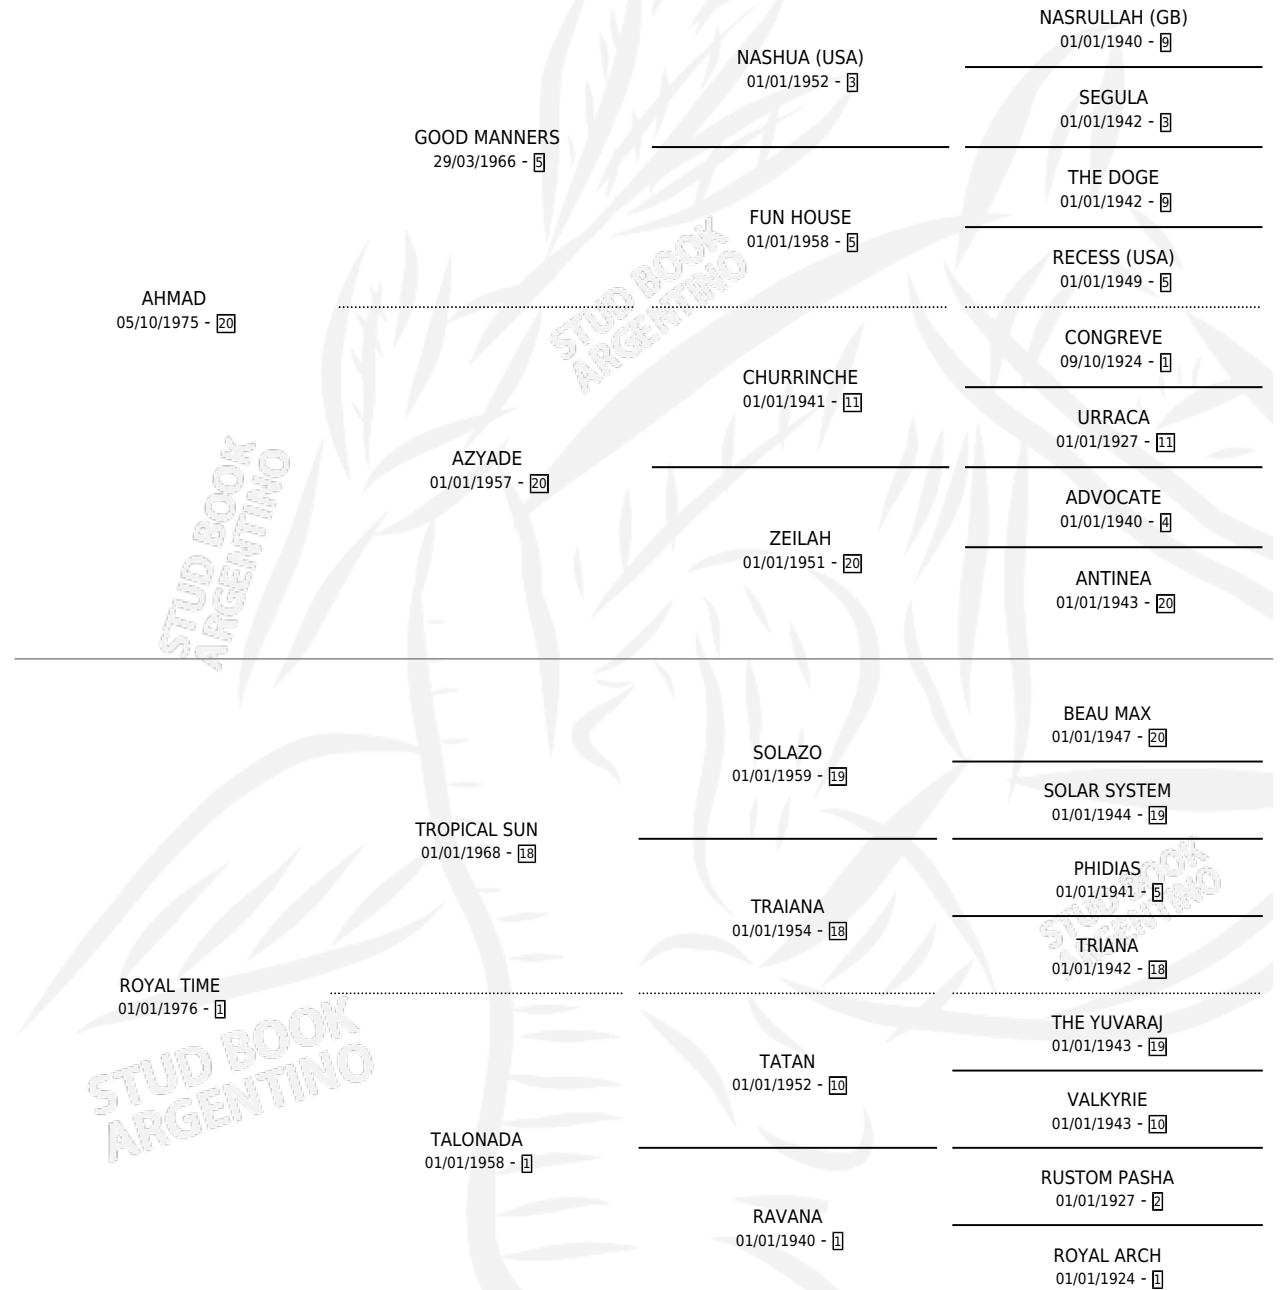 NASRULLAH (GB)
01/01/1940 - 9
NASHUA (USA)
01/01/1952 - 3
SEGULA
01/01/1942 - 3
GOOD MANNERS
29/03/1966 - 5
THE DOGE
01/01/1942 - 9
FUN HOUSE
01/01/1958 - 5
RECESS (USA)
01/01/1949 - 5
AHMAD
05/10/1975 - 20
CONGREVE
09/10/1924 - 1
CHURRINCHE
01/01/1941 - 11
URRACA
01/01/1927 - 11
AZYADE
01/01/1957 - 20
ADVOCATE
01/01/1940 - 4
ZEILAH
01/01/1951 - 20
ANTINEA
01/01/1943 - 20
BEAU MAX
01/01/1947 - 20
SOLAZO
01/01/1959 - 19
SOLAR SYSTEM
01/01/1944 - 19
TROPICAL SUN
01/01/1968 - 18
PHIDIAS
01/01/1941 - 5
TRAIANA
01/01/1954 - 18
TRIANA
01/01/1942 - 18
ROYAL TIME
01/01/1976 - 1
THE YUVARAJ
01/01/1943 - 19
TATAN
01/01/1952 - 10
VALKYRIE
01/01/1943 - 10
TALONADA
01/01/1958 - 1
RUSTOM PASHA
01/01/1927 - 2
RAVANA
01/01/1940 - 1
ROYAL ARCH
01/01/1924 - 1
STUD BOOK
ARGENTINO
STUD BOOK
ARGENTINO
STUD BOOK
ARGENTINO
STUD BOOK
ARGENTINO